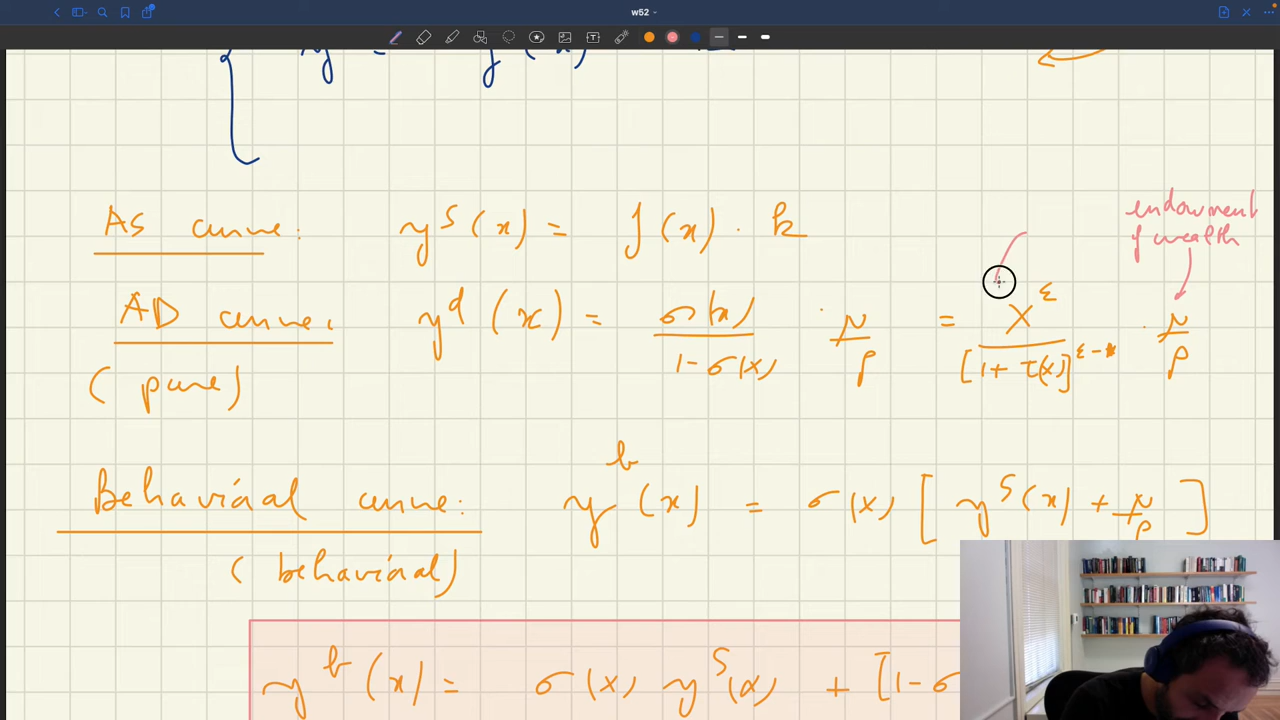 w52
endowment
of wealth
AS curve: y^s(x) = f(x) · k
AD curve: y^d(x) = σ(x) / 1-σ(x) · μ/ρ = χ^ε / [1+τ(x)]^ε-1 · μ/ρ
(pure)
Behavioral curve: y^b(x) = σ(x) [y^s(x) + μ/ρ]
(behavioral)
y^b(x) = σ(x) y^s(x) + [1-σ